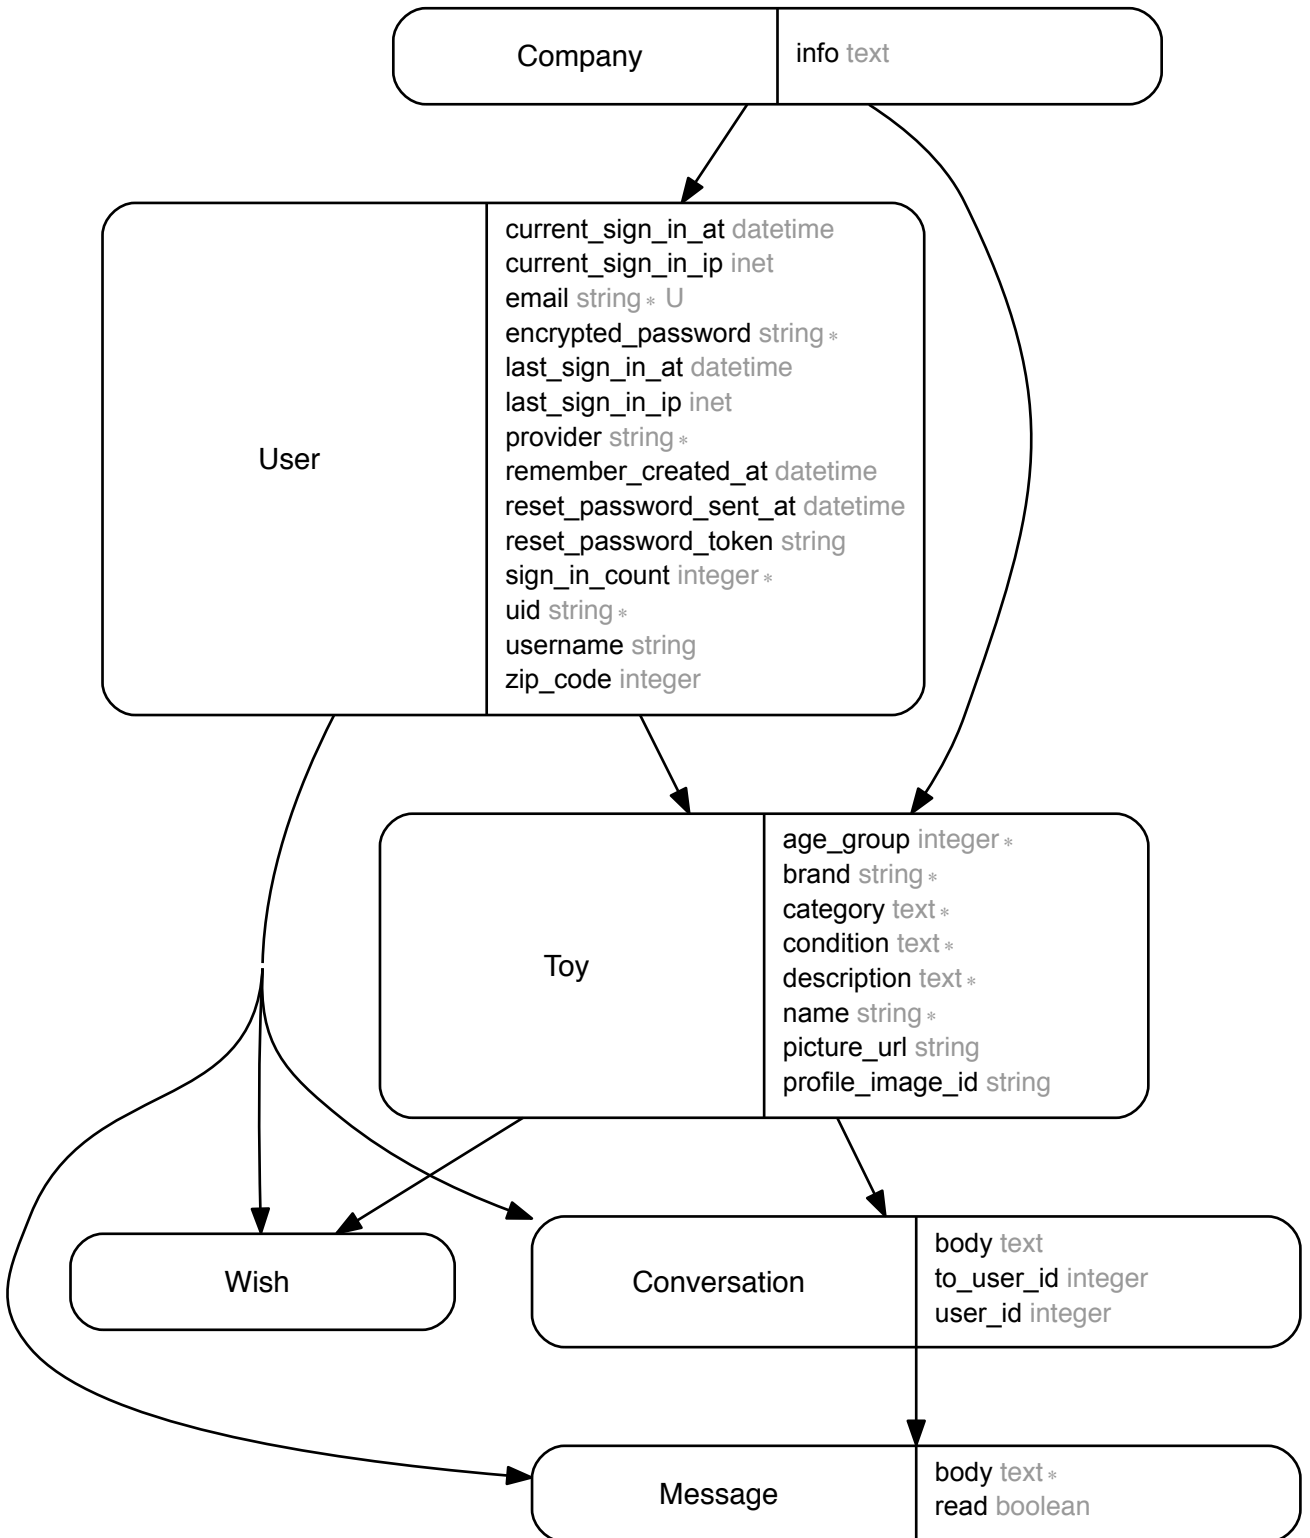 Company
info text
User
current_sign_in_at datetime
current_sign_in_ip inet
email string * U
encrypted_password string *
last_sign_in_at datetime
last_sign_in_ip inet
provider string *
remember_created_at datetime
reset_password_sent_at datetime
reset_password_token string
sign_in_count integer *
uid string *
username string
zip_code integer
Toy
age_group integer *
brand string *
category text *
condition text *
description text *
name string *
picture_url string
profile_image_id string
Wish
Conversation
body text
to_user_id integer
user_id integer
Message
body text *
read boolean